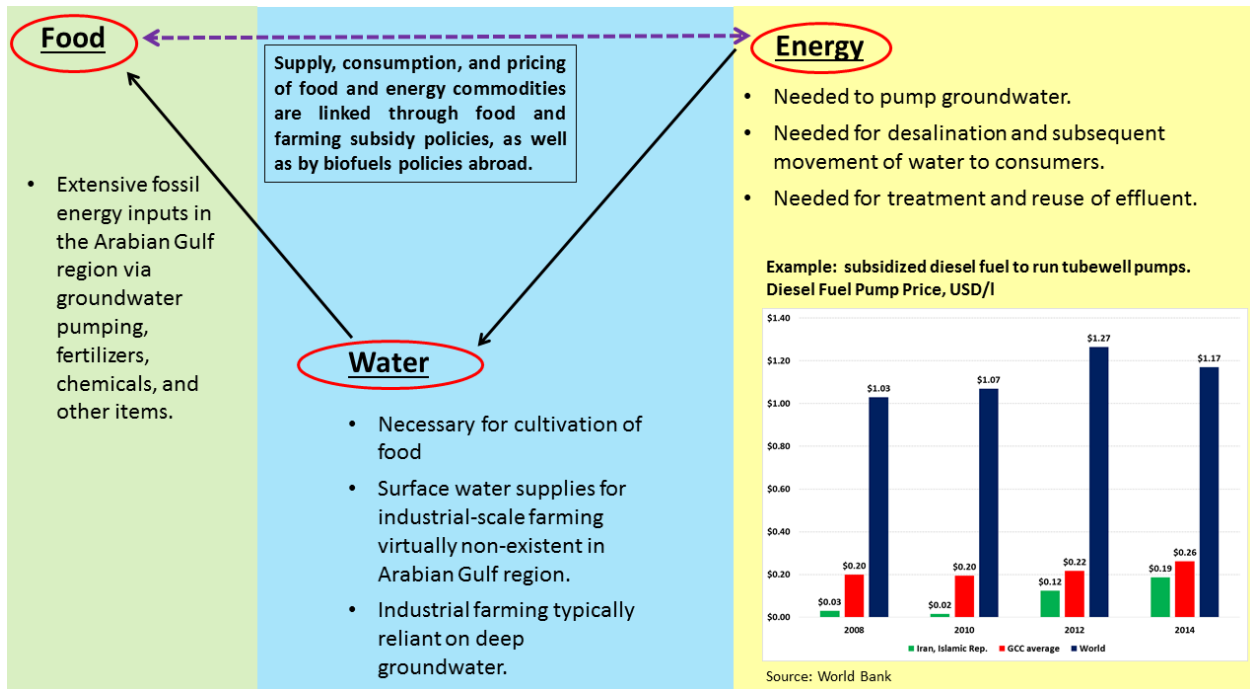 Food
Energy
Supply, consumption, and pricing
of food and energy commodities
are linked through food and
farming subsidy policies, as well
as by biofuels policies abroad.
• Extensive fossil
energy inputs in
the Arabian Gulf
region via
groundwater
pumping,
fertilizers,
chemicals, and
other items.
Water
• Necessary for cultivation of
food
• Surface water supplies for
industrial-scale farming
virtually non-existent in
Arabian Gulf region.
• Industrial farming typically
reliant on deep
groundwater.
• Needed to pump groundwater.
• Needed for desalination and subsequent
movement of water to consumers.
• Needed for treatment and reuse of effluent.
Example: subsidized diesel fuel to run tubewell pumps.
Diesel Fuel Pump Price, USD/l
$1.40
$1.20
$1.00
$0.80
$0.60
$0.40
$0.20
$0.00
$0.03
$0.20
$1.03
$0.02
$0.20
$1.07
$0.12
$0.22
$1.27
$0.19
$0.26
$1.17
2008 2010 2012 2014
Iran, Islamic Rep. GCC average World
Source: World Bank